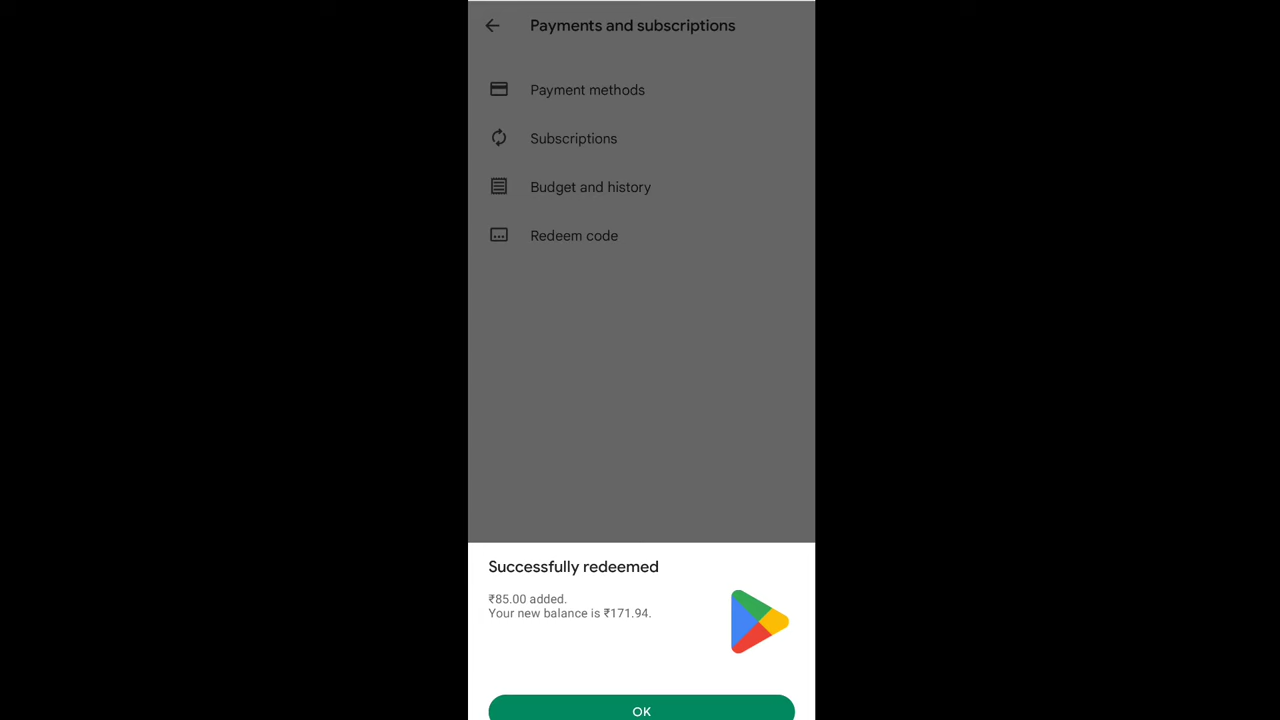 Payments and subscriptions
Payment methods
Subscriptions
Budget and history
Redeem code
Successfully redeemed
₹85.00 added.
Your new balance is ₹171.94.
OK